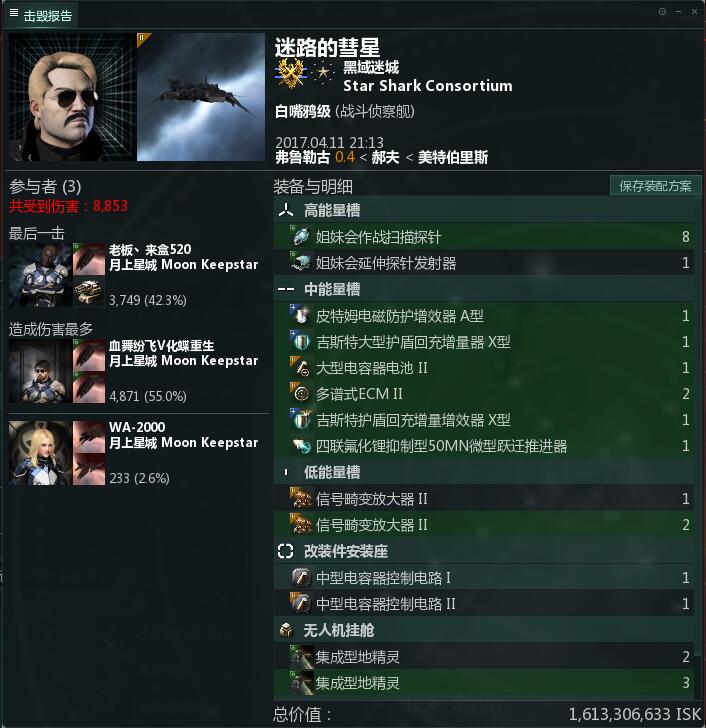 击毁报告
迷路的彗星
黑域迷城
Star Shark Consortium
白嘴鸦级 (战斗侦察舰)
2017.04.11 21:13
弗鲁勒古 0.4 < 郝夫 < 美特伯里斯
参与者 (3)
共受到伤害：8,853
最后一击
老板、来盒520
月上星城 Moon Keepstar
3,749 (42.3%)
造成伤害最多
血舞纷飞V化蝶重生
月上星城 Moon Keepstar
4,871 (55.0%)
WA-2000
月上星城 Moon Keepstar
233 (2.6%)
装备与明细
保存装配方案
高能量槽
姐妹会作战扫描探针 8
姐妹会延伸探针发射器 1
中能量槽
皮特姆电磁防护增效器 A型 1
吉斯特大型护盾回充增量器 X型 1
大型电容器电池 II 1
多谱式ECM II 2
吉斯特护盾回充增量增效器 X型 1
四联氟化锂抑制型50MN微型跃迁推进器 1
低能量槽
信号畸变放大器 II 1
信号畸变放大器 II 2
改装件安装座
中型电容器控制电路 I 1
中型电容器控制电路 II 1
无人机挂舱
集成型地精灵 2
集成型地精灵 3
总价值： 1,613,306,633 ISK